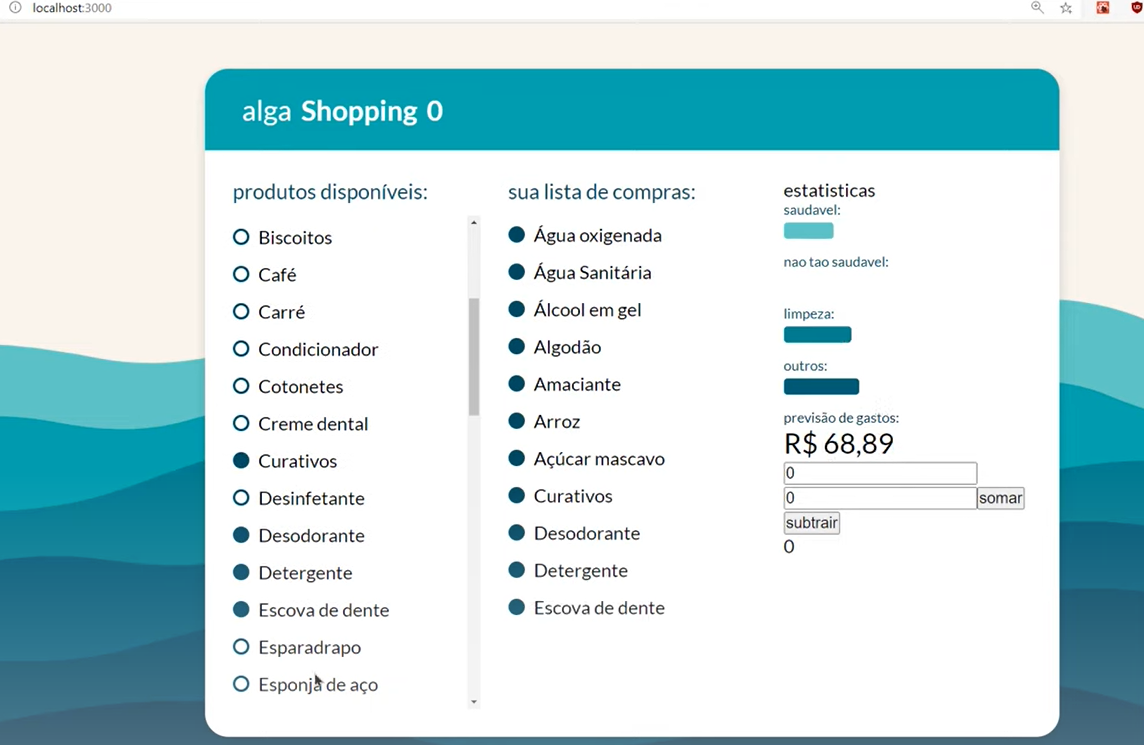 localhost:3000
alga Shopping 0
produtos disponíveis:
Biscoitos
Café
Carré
Condicionador
Cotonetes
Creme dental
Curativos
Desinfetante
Desodorante
Detergente
Escova de dente
Esparadrapo
Esponja de aço
sua lista de compras:
Água oxigenada
Água Sanitária
Álcool em gel
Algodão
Amaciante
Arroz
Açúcar mascavo
Curativos
Desodorante
Detergente
Escova de dente
estatisticas
saudavel:
nao tao saudavel:
limpeza:
outros:
previsão de gastos:
R$ 68,89
0
0 somar
subtrair
0